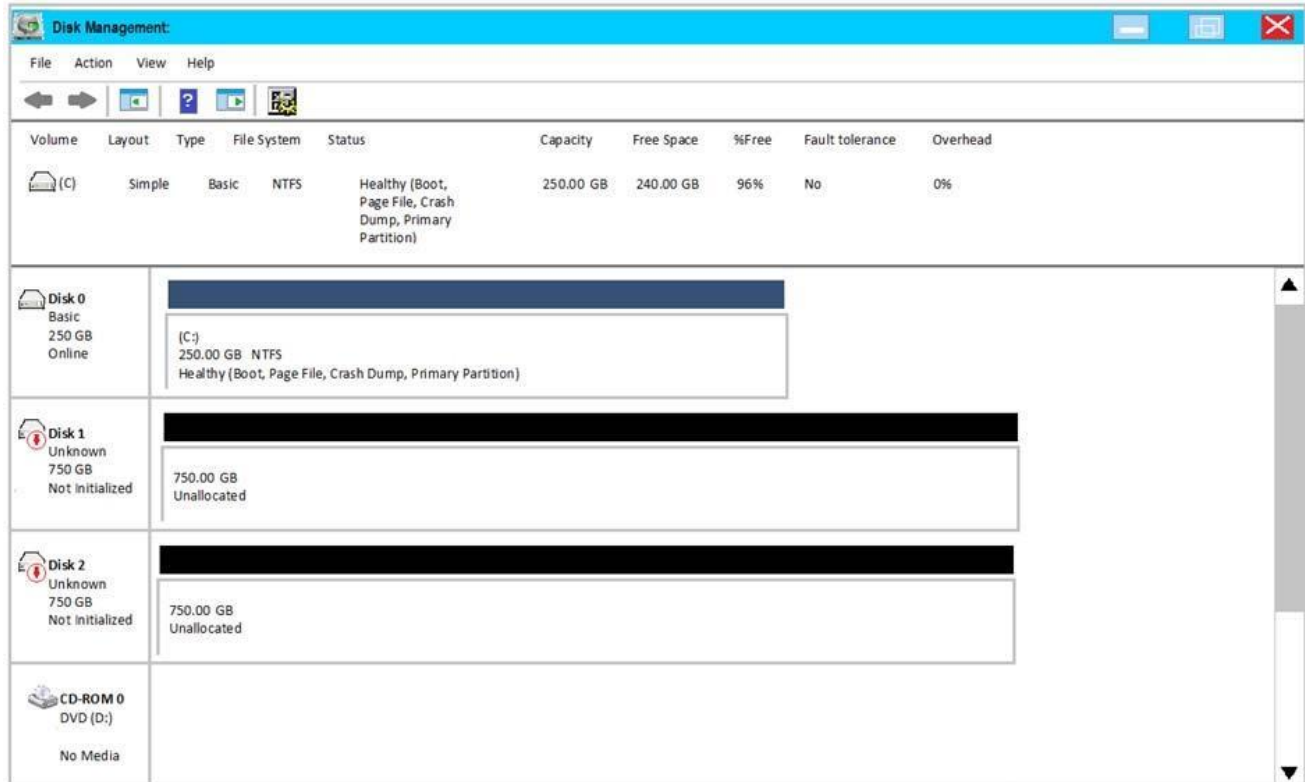 Disk Management:
File Action View Help
Volume Layout Type File System Status Capacity Free Space %Free Fault tolerance Overhead
(C) Simple Basic NTFS Healthy (Boot, 250.00 GB 240.00 GB 96% No 0%
Page File, Crash
Dump, Primary
Partition)
Disk 0
Basic
250 GB
Online
(C:)
250.00 GB NTFS
Healthy (Boot, Page File, Crash Dump, Primary Partition)
Disk 1
Unknown
750 GB
Not Initialized
750.00 GB
Unallocated
Disk 2
Unknown
750 GB
Not Initialized
750.00 GB
Unallocated
CD-ROM 0
DVD (D:)
No Media